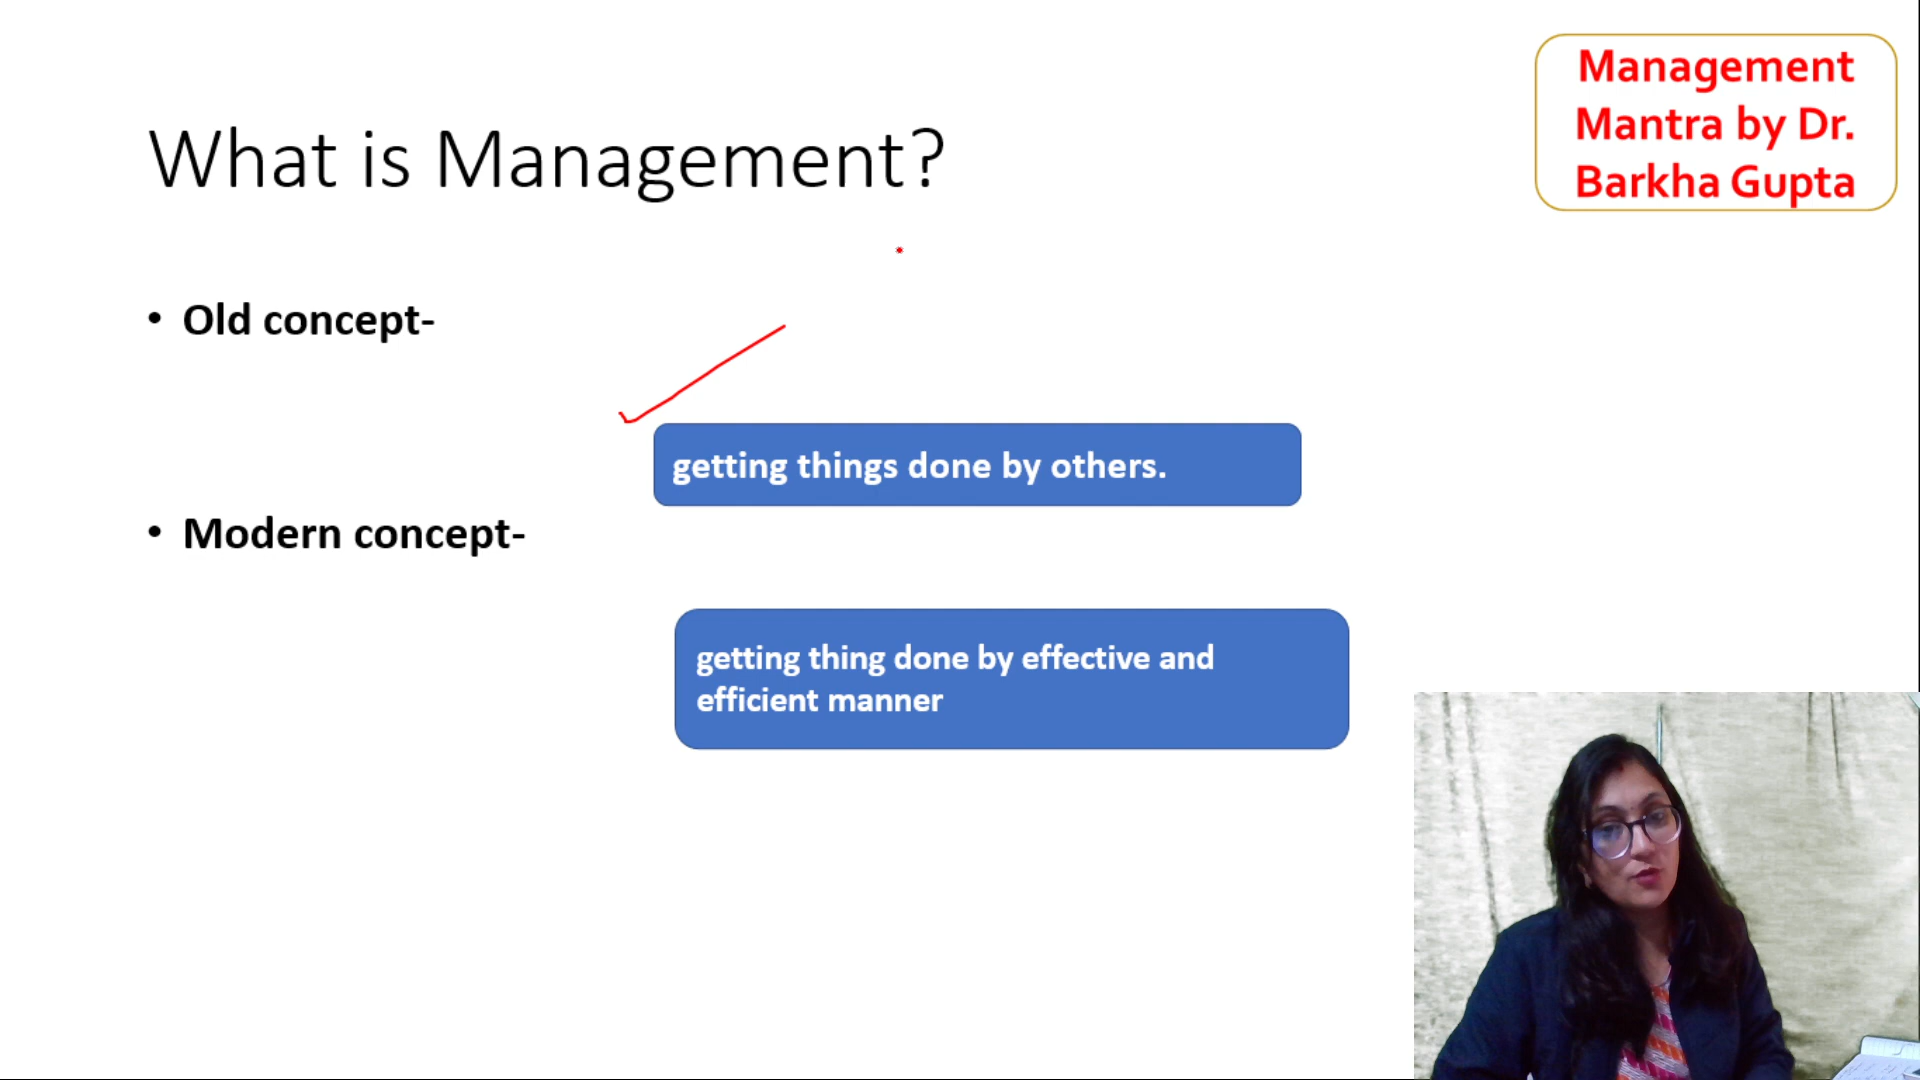 Management
Mantra by Dr.
Barkha Gupta
What is Management?
• Old concept-
getting things done by others.
• Modern concept-
getting thing done by effective and
efficient manner